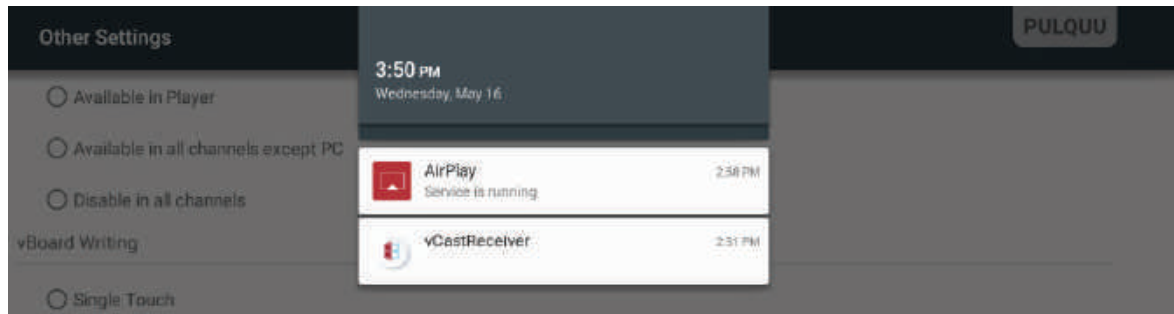 Other Settings
PULQUU
3:50 PM
Wednesday, May 16
Available in Player
Available in all channels except PC
AirPlay
2:58 PM
Service is running
Disable in all channels
vBoard Writing
vCastReceiver
2:31 PM
Single Touch